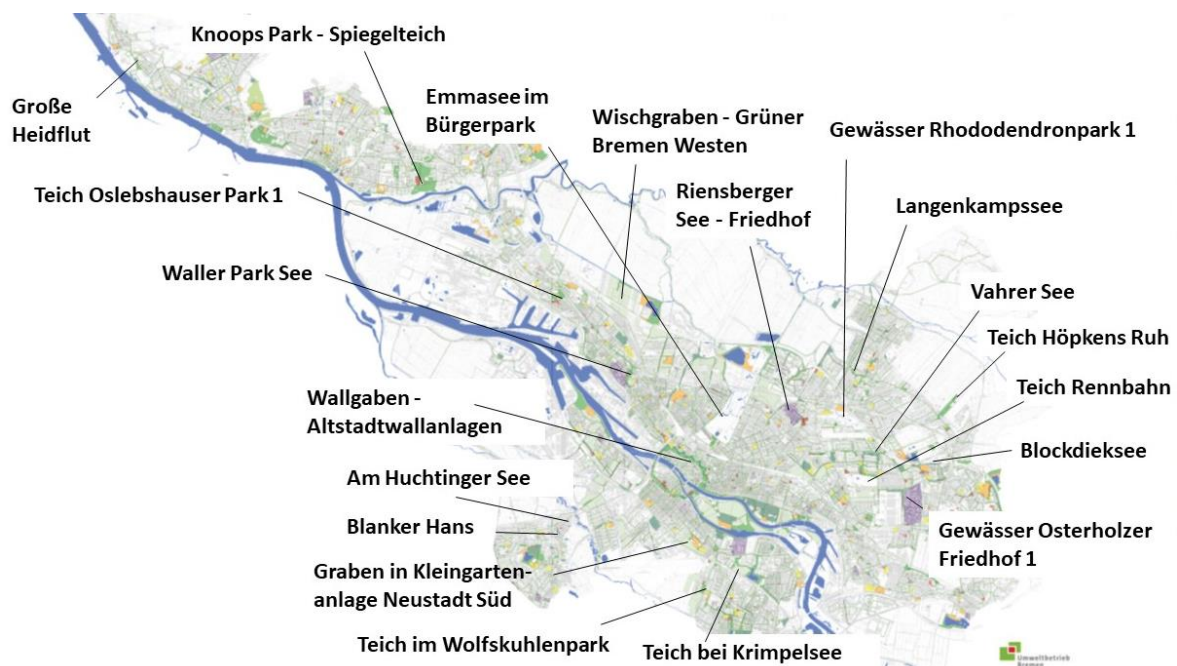 Knoops Park - Spiegelteich
Große
Heidflut
Emmasee im
Bürgerpark
Wischgraben - Grüner
Bremen Westen
Gewässer Rhododendronpark 1
Teich Oslebshauser Park 1
Riensberger
See - Friedhof
Langenkampssee
Waller Park See
Vahrer See
Teich Höpkens Ruh
Teich Rennbahn
Wallgaben -
Altstadtwallanlagen
Blockdieksee
Am Huchtinger See
Blanker Hans
Gewässer Osterholzer
Friedhof 1
Graben in Kleingarten-
anlage Neustadt Süd
Teich im Wolfskuhlenpark
Teich bei Krimpelsee
Umweltbetrieb
Bremen